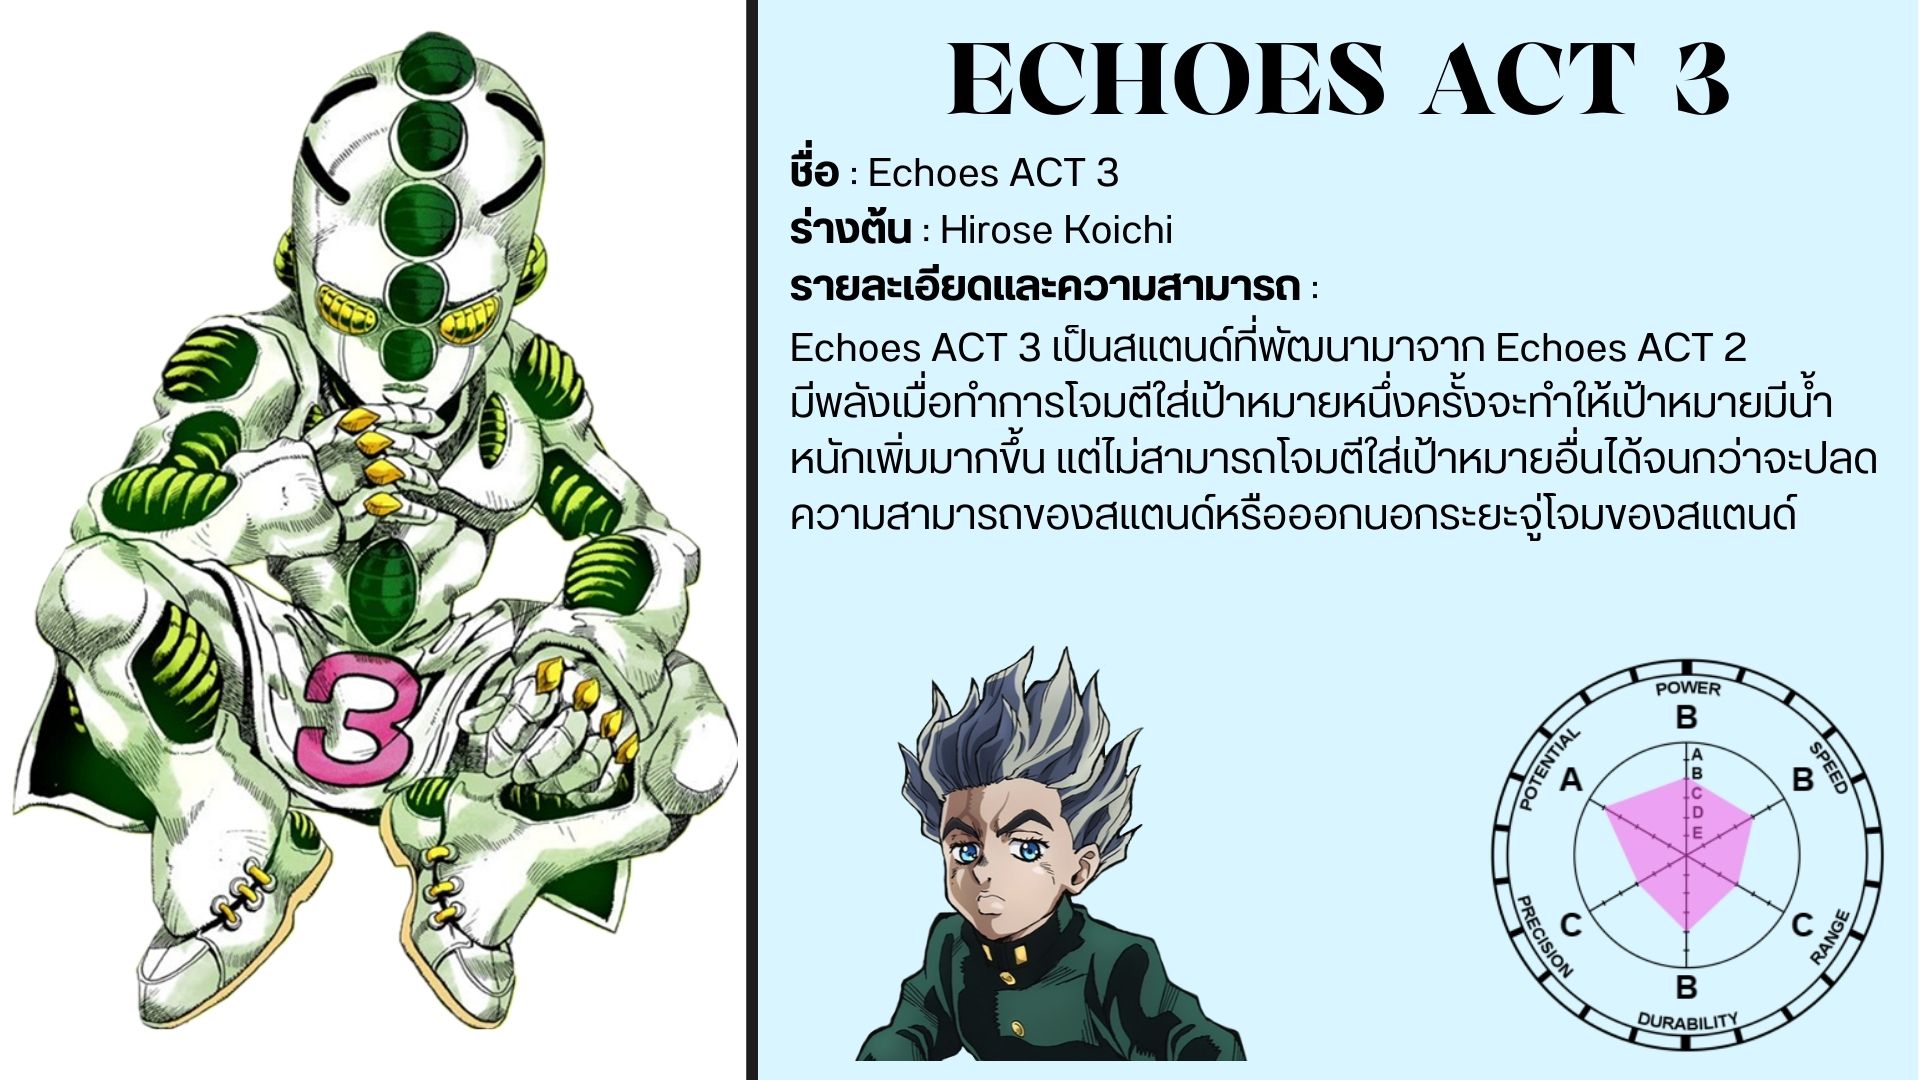 ECHOES ACT 3
ชื่อ : Echoes ACT 3
ร่างต้น : Hirose Koichi
รายละเอียดและความสามารถ :
Echoes ACT 3 เป็นสแตนด์ที่พัฒนามาจาก Echoes ACT 2
มีพลังเมื่อทำการโจมตีใส่เป้าหมายหนึ่งครั้งจะทำให้เป้าหมายมีน้ำ
หนักเพิ่มมากขึ้น แต่ไม่สามารถโจมตีใส่เป้าหมายอื่นได้จนกว่าจะปลด
ความสามารถของสแตนด์หรือออกนอกระยะจู่โจมของสแตนด์
3
POWER
B
SPEED
B
RANGE
C
DURABILITY
B
PRECISION
C
POTENTIAL
A
A
B
C
D
E